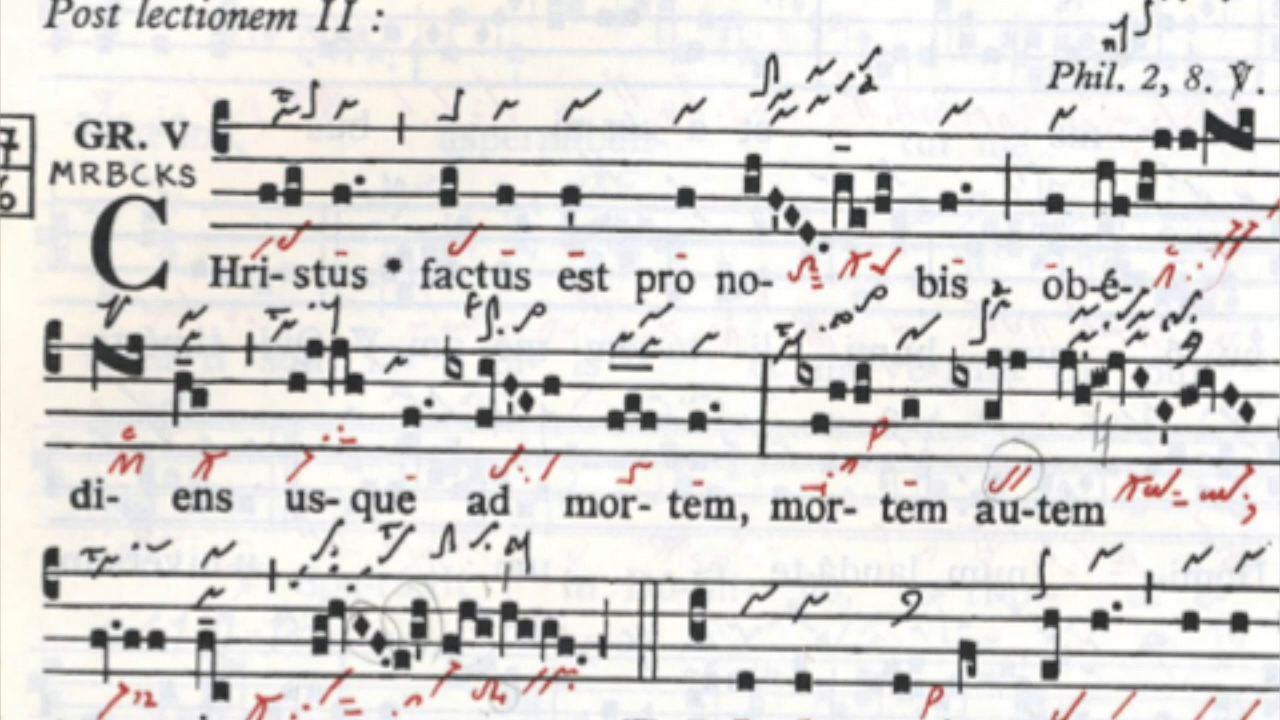 Post lectionem II :
Phil. 2, 8. ℣.
GR. V
MRBCKS
CHri- stus * factus est pro no- bis ob-é-
di- ens us- que ad mor- tem, mor- tem au-tem